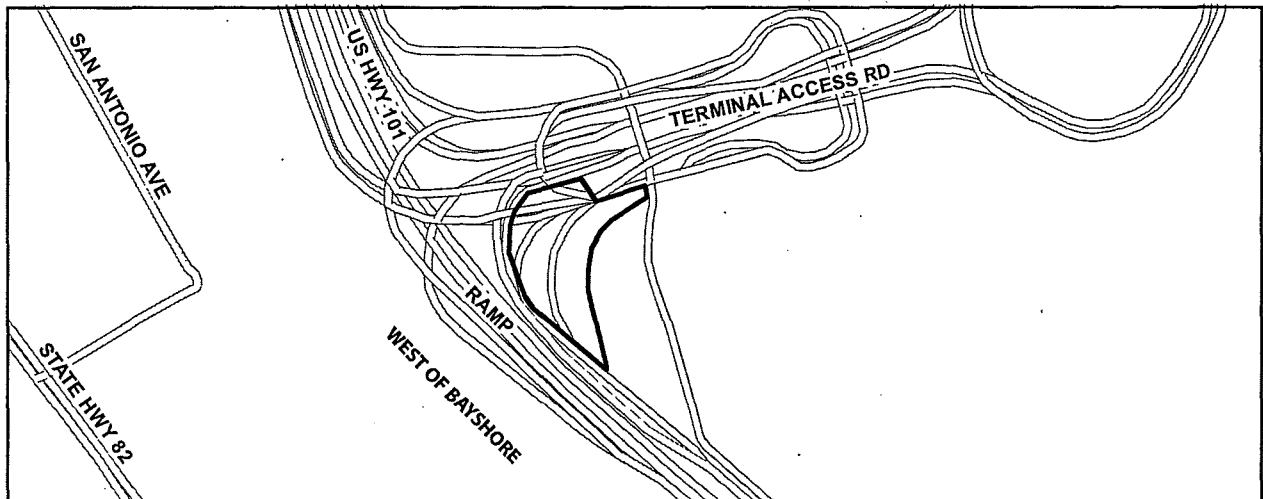 SAN ANTONIO AVE
US HWY 101
TERMINAL ACCESS RD
RAMP
WEST OF BAYSHORE
STATE HWY 82